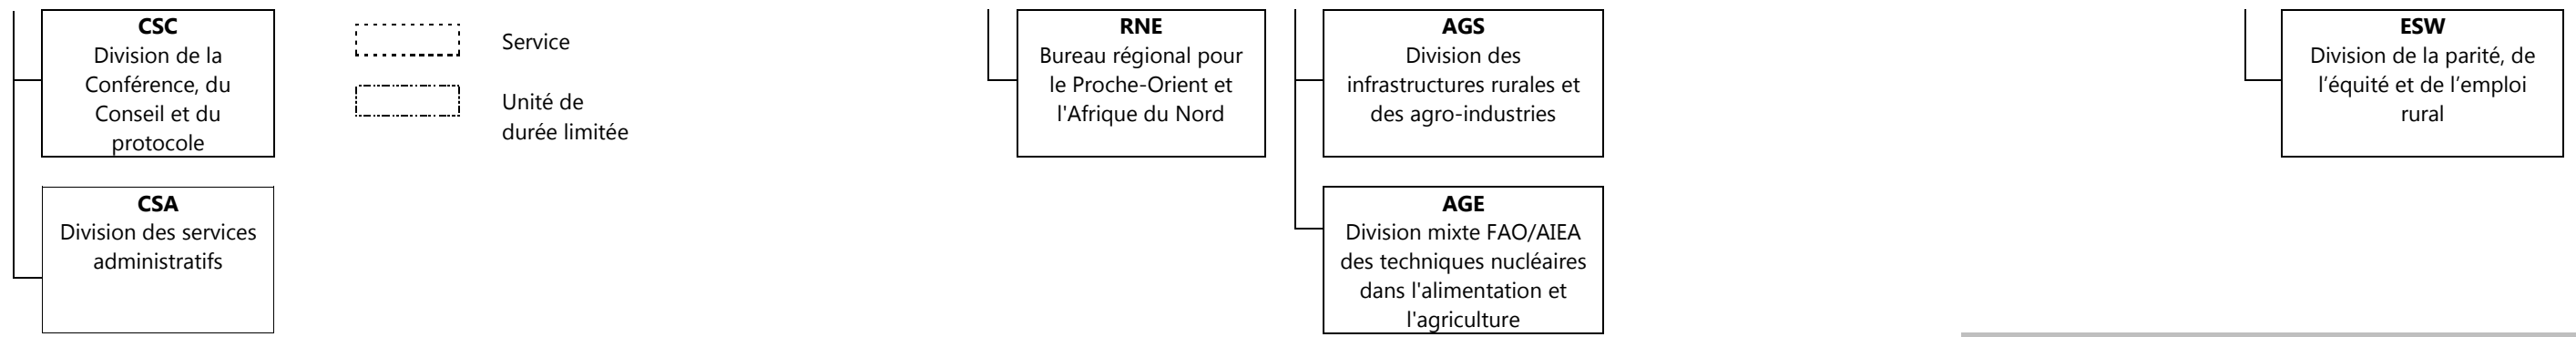 CSC
Division de la
Conférence, du
Conseil et du
protocole
CSA
Division des services
administratifs
Service
Unité de
durée limitée
RNE
Bureau régional pour
le Proche-Orient et
l'Afrique du Nord
AGS
Division des
infrastructures rurales et
des agro-industries
AGE
Division mixte FAO/AIEA
des techniques nucléaires
dans l'alimentation et
l'agriculture
ESW
Division de la parité, de
l’équité et de l’emploi
rural